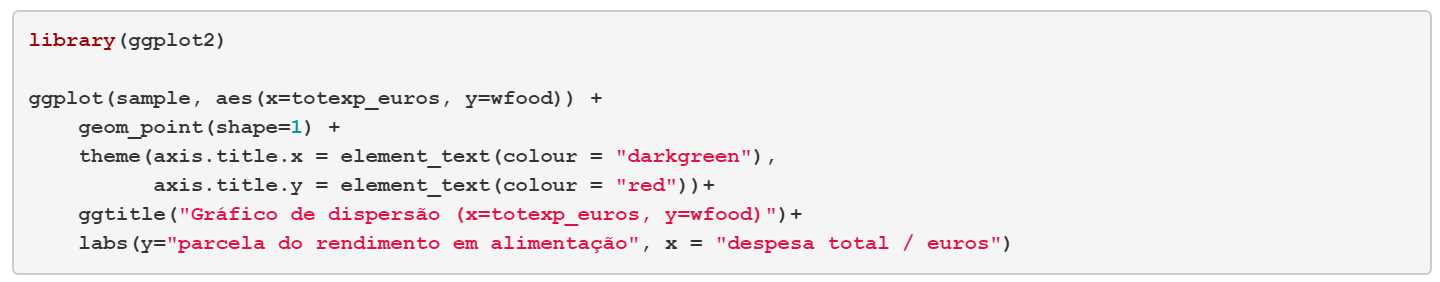 library(ggplot2)

ggplot(sample, aes(x=totexp_euros, y=wfood)) +
    geom_point(shape=1) +
    theme(axis.title.x = element_text(colour = "darkgreen"),
          axis.title.y = element_text(colour = "red"))+
    ggtitle("Gráfico de dispersão (x=totexp_euros, y=wfood)")+
    labs(y="parcela do rendimento em alimentação", x = "despesa total / euros")